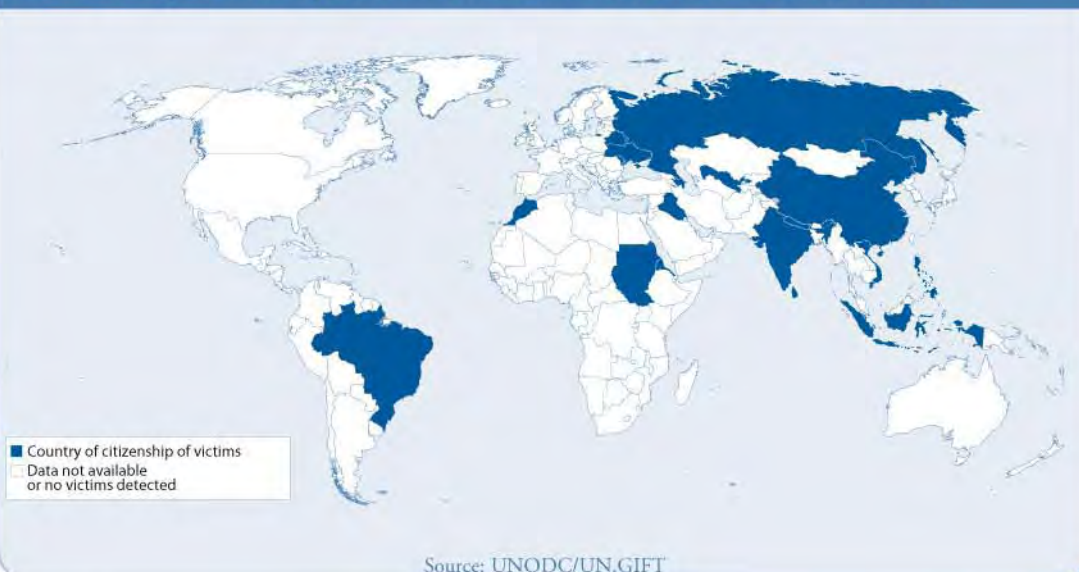 Country of citizenship of victims
Data not available
or no victims detected
Source: UNODC/UN.GIFT